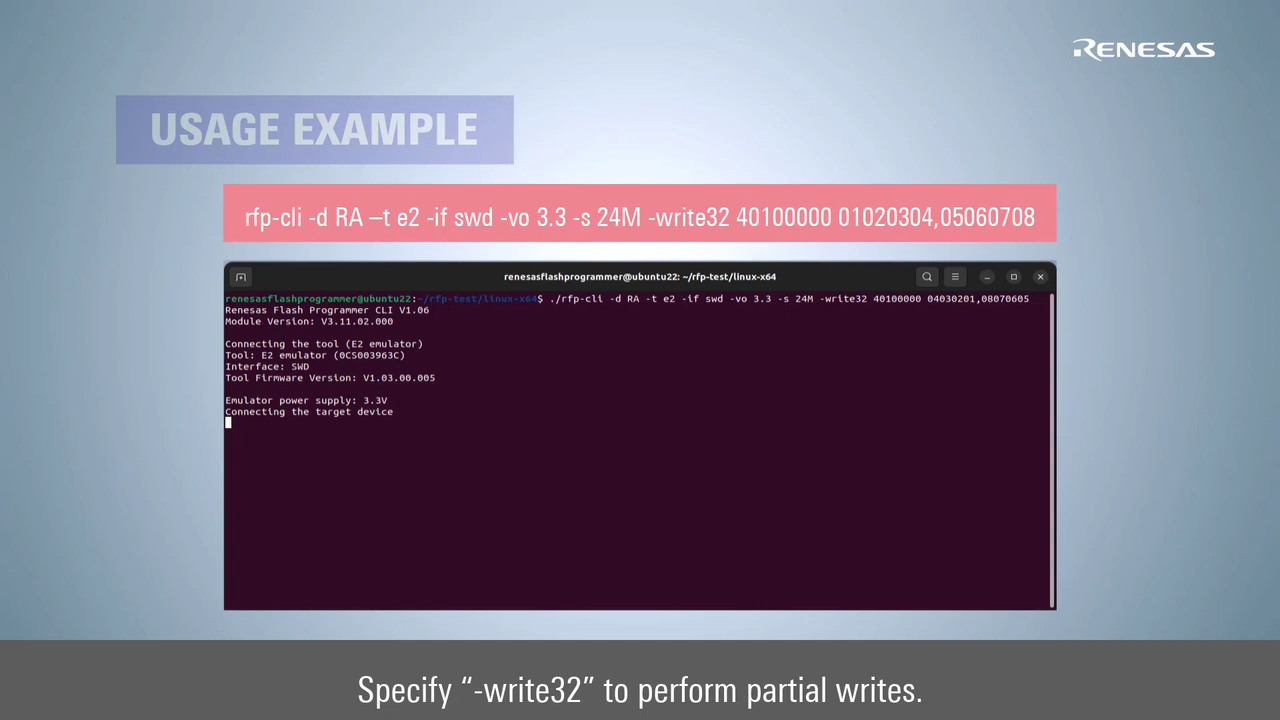 RENESAS
USAGE EXAMPLE
rfp-cli -d RA –t e2 -if swd -vo 3.3 -s 24M -write32 40100000 01020304,05060708
renesasflashprogrammer@ubuntu22: ~/rfp-test/linux-x64
renesasflashprogrammer@ubuntu22:~/rfp-test/linux-x64$ ./rfp-cli -d RA -t e2 -if swd -vo 3.3 -s 24M -write32 40100000 04030201,08070605
Renesas Flash Programmer CLI V1.06
Module Version: V3.11.02.000
Connecting the tool (E2 emulator)
Tool: E2 emulator (0CS003963C)
Interface: SWD
Tool Firmware Version: V1.03.00.005
Emulator power supply: 3.3V
Connecting the target device
Specify “-write32” to perform partial writes.